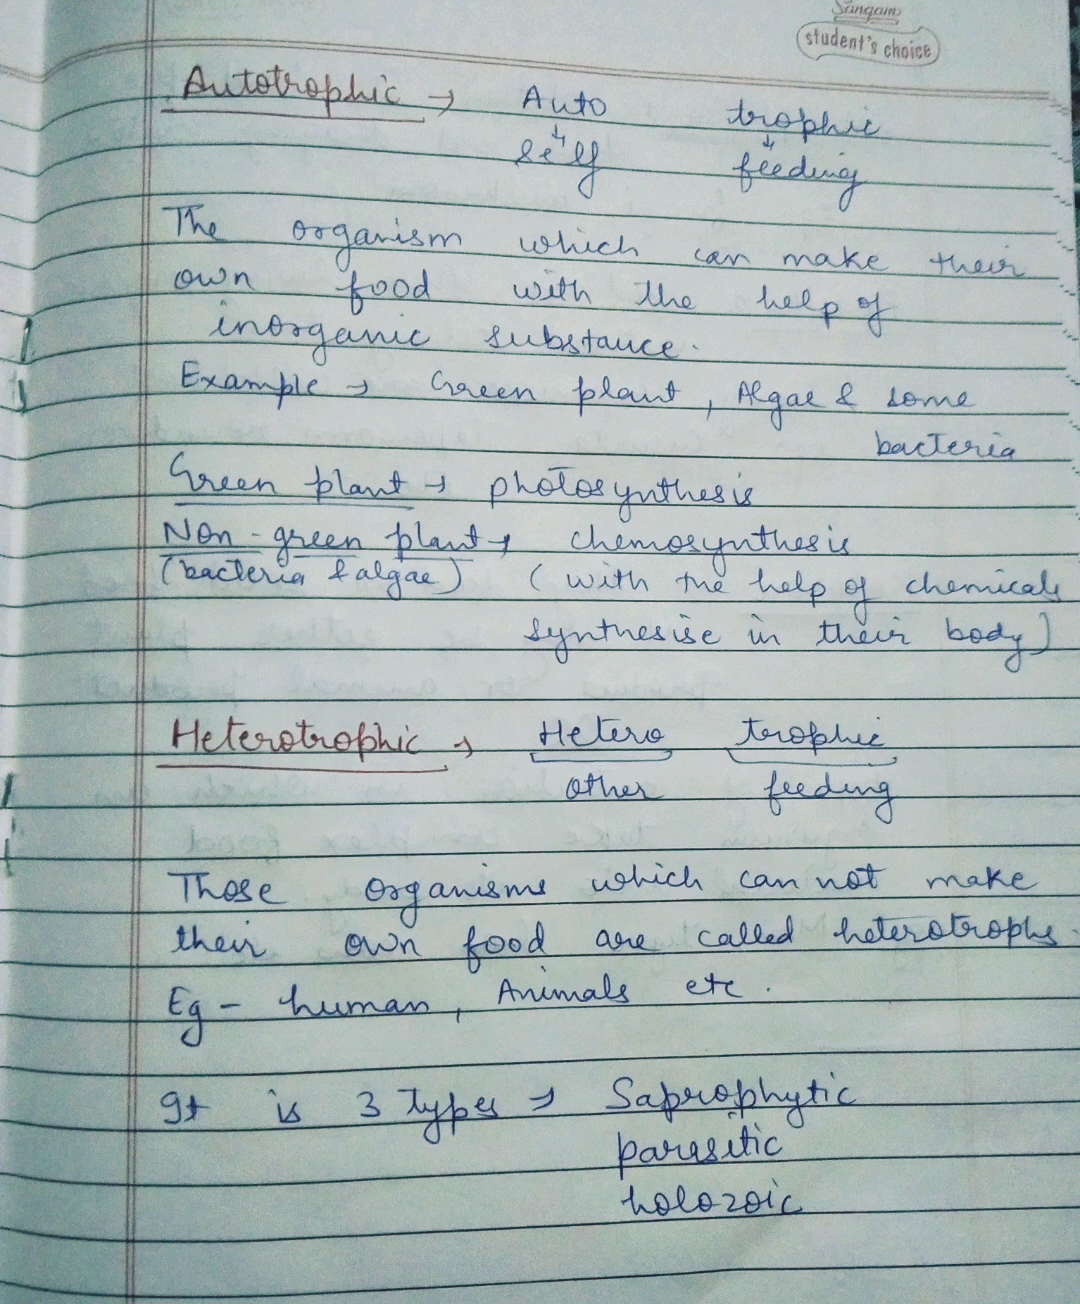 Sangam
student's choice
Autotrophic → Auto trophic
↓ ↓
self feeding
The organism which can make their
own food with the help of
inorganic substance.
Example → Green plant, Algae & some
bacteria
Green plant → photosynthesis
Non-green plant → chemosynthesis
(bacteria & algae) (with the help of chemicals
synthesise in their body)
Heterotrophic → Hetero trophic
other feeding
Those organisms which can not make
their own food are called heterotrophs.
Eg - human, Animals etc.
It is 3 types → Saprophytic
parasitic
holozoic